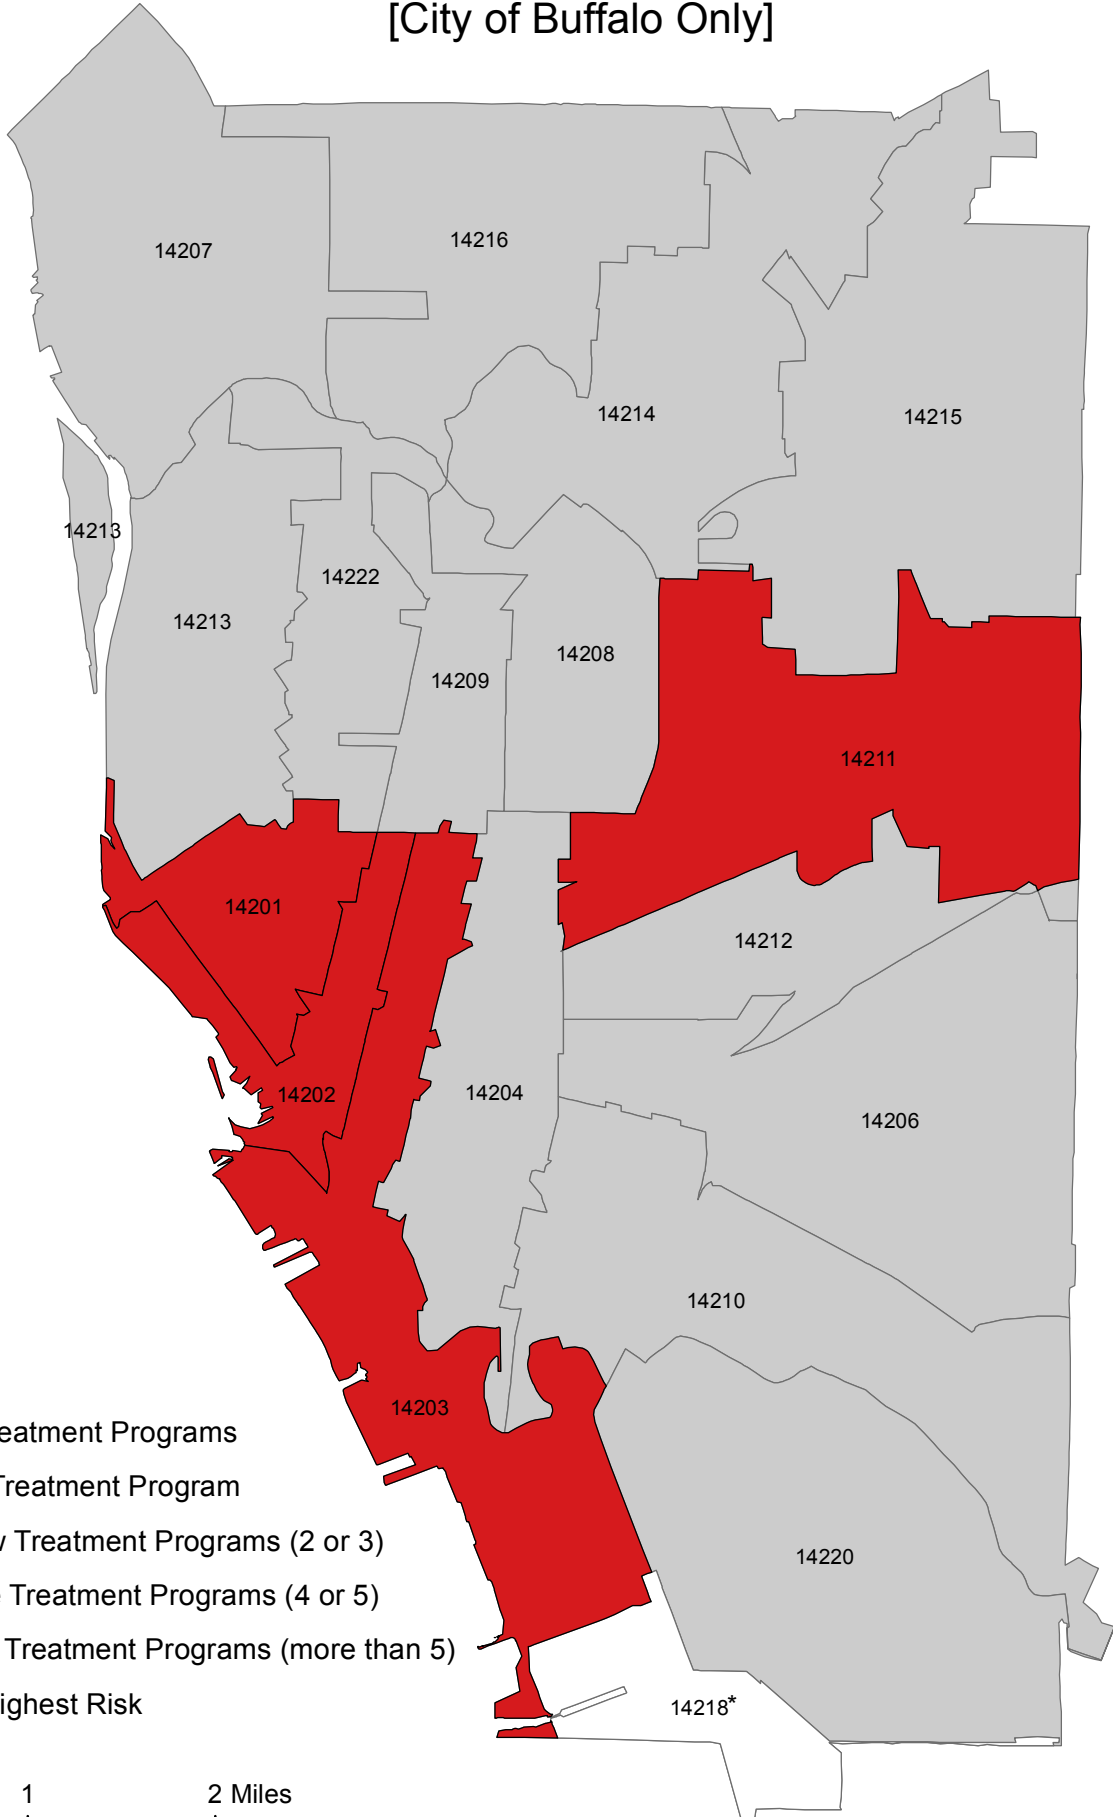 [City of Buffalo Only]
14207
14216
14214
14215
14213
14222
14213
14208
14209
14211
14201
14212
14204
14202
14206
14210
14203
Treatment Programs
Treatment Program
Treatment Programs (2 or 3)
14220
Treatment Programs (4 or 5)
Treatment Programs (more than 5)
Highest Risk
14218*
1 2 Miles